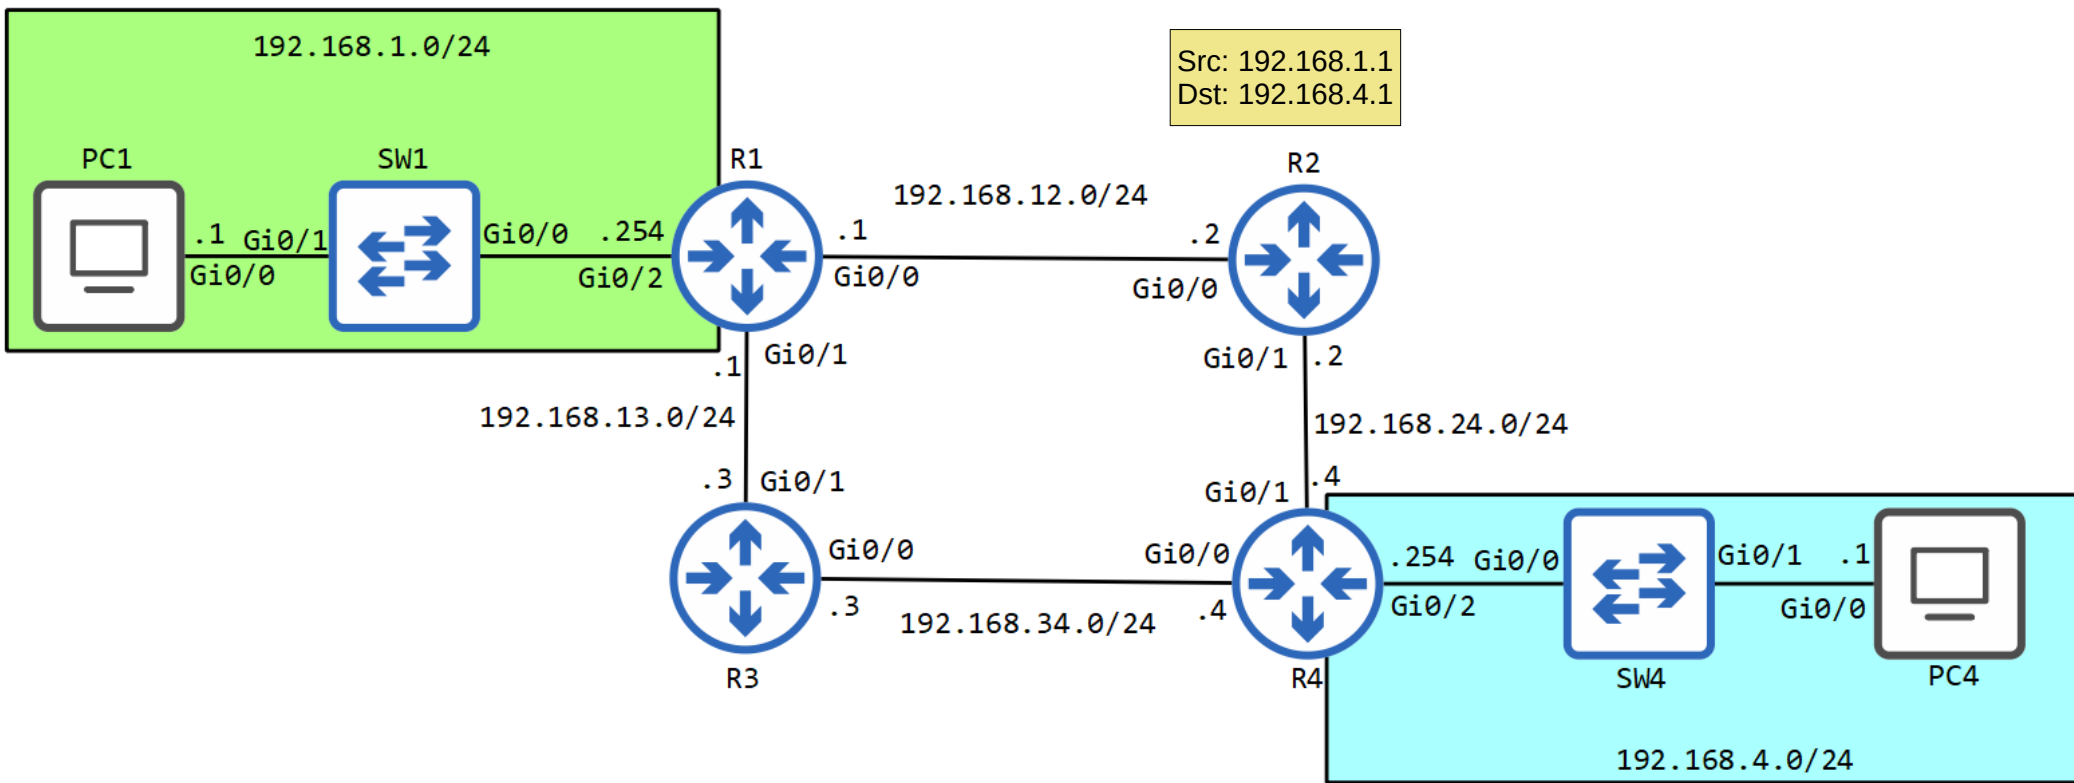 192.168.1.0/24
Src: 192.168.1.1
Dst: 192.168.4.1
PC1
SW1
R1
R2
192.168.12.0/24
.1
Gi0/1
Gi0/0
Gi0/0
.254
Gi0/2
.1
Gi0/0
.2
Gi0/0
.1
Gi0/1
Gi0/1
.2
192.168.13.0/24
192.168.24.0/24
.3
Gi0/1
Gi0/1
.4
Gi0/0
.3
192.168.34.0/24
Gi0/0
.4
.254
Gi0/2
Gi0/0
Gi0/1
.1
Gi0/0
R3
R4
SW4
PC4
192.168.4.0/24